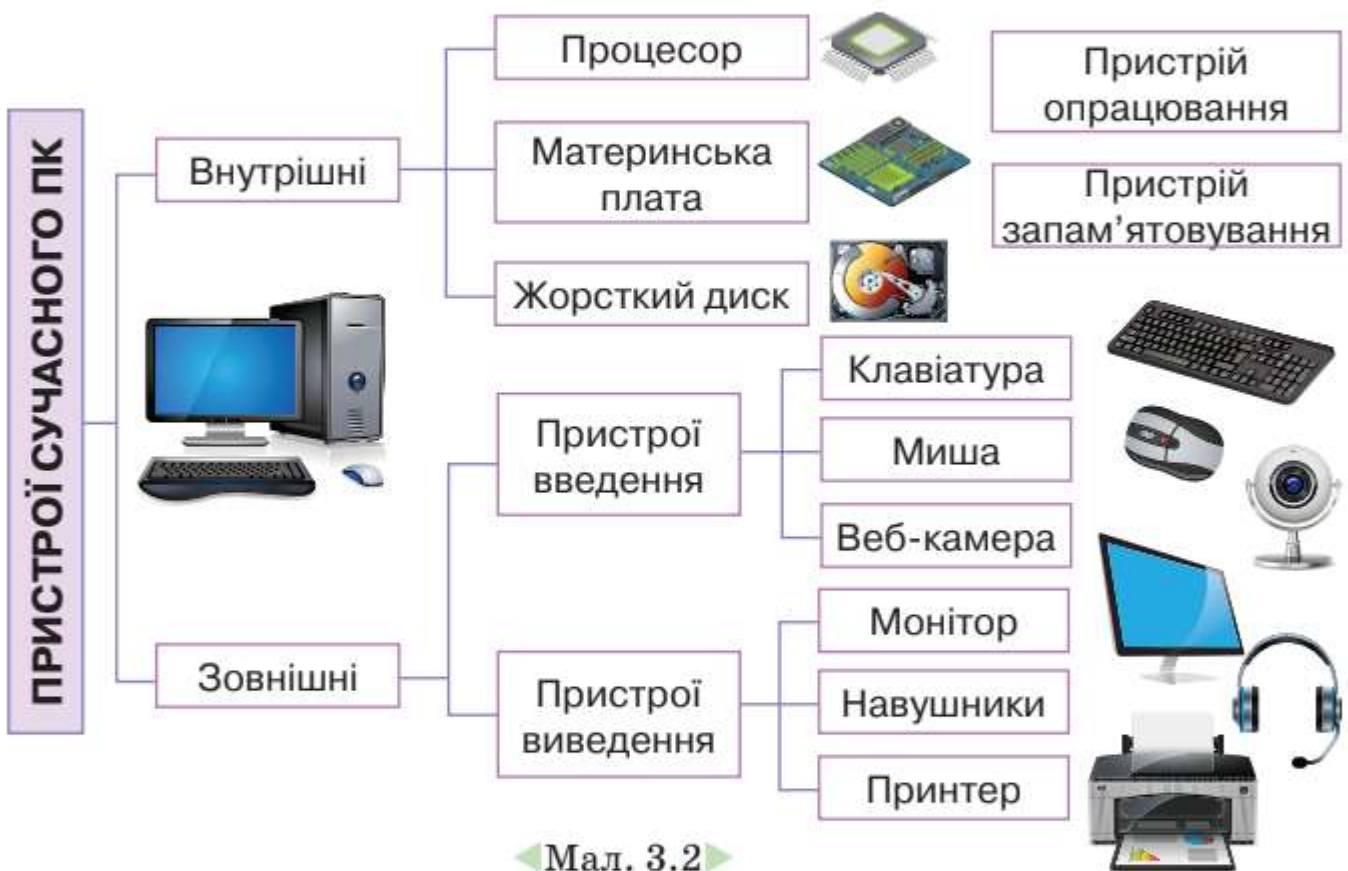 ПРИСТРОЇ СУЧАСНОГО ПК
Внутрішні
Процесор
Материнська
плата
Жорсткий диск
Пристрій
опрацювання
Пристрій
запам’ятовування
Зовнішні
Пристрої
введення
Клавіатура
Миша
Веб-камера
Пристрої
виведення
Монітор
Навушники
Принтер
Мал. 3.2